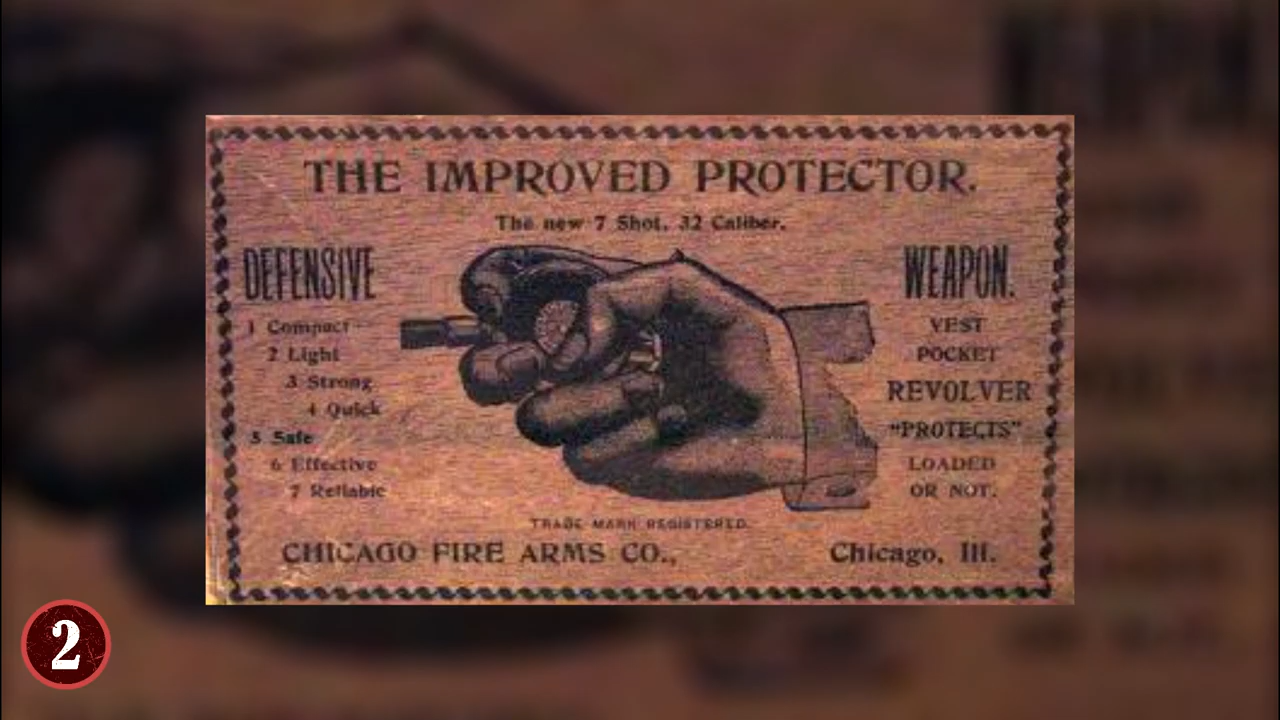 THE IMPROVED PROTECTOR.
The new 7 Shot, 32 Caliber.
DEFENSIVE
1 Compact
2 Light
3 Strong
4 Quick
5 Safe
6 Effective
7 Reliable
WEAPON.
VEST
POCKET
REVOLVER
"PROTECTS"
LOADED
OR NOT.
TRADE MARK REGISTERED.
CHICAGO FIRE ARMS CO., Chicago, Ill.
2